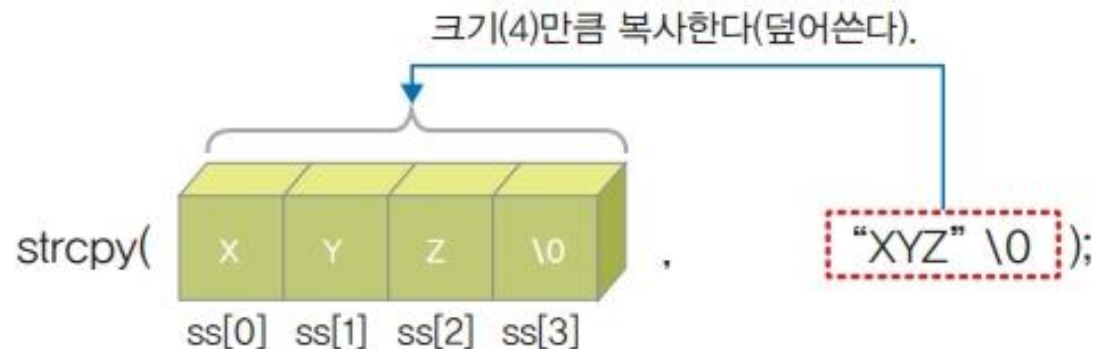 크기(4)만큼 복사한다(덮어쓴다).
strcpy( X Y Z \0 , “XYZ” \0 );
ss[0] ss[1] ss[2] ss[3]